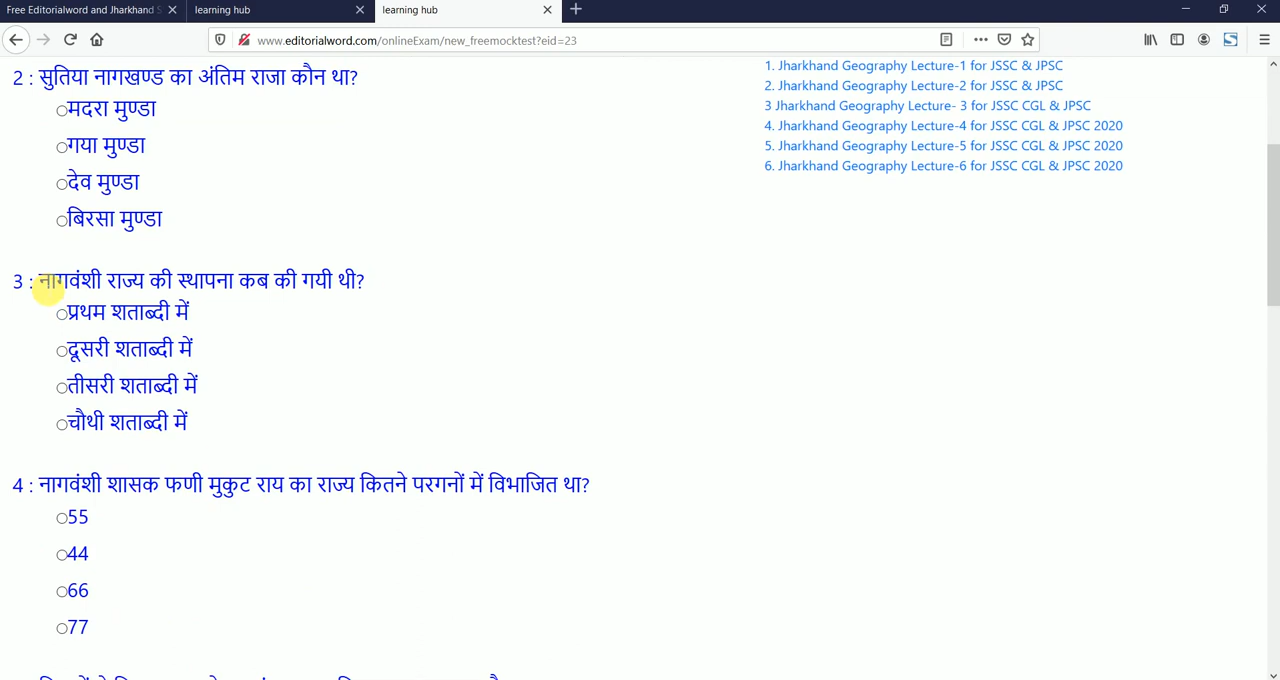 Free Editorialword and Jharkhand S
learning hub
learning hub
www.editorialword.com/onlineExam/new_freemocktest?eid=23
2 : सुतिया नागखण्ड का अंतिम राजा कौन था?
मदरा मुण्डा
गया मुण्डा
देव मुण्डा
बिरसा मुण्डा
3 : नागवंशी राज्य की स्थापना कब की गयी थी?
प्रथम शताब्दी में
दूसरी शताब्दी में
तीसरी शताब्दी में
चौथी शताब्दी में
4 : नागवंशी शासक फणी मुकुट राय का राज्य कितने परगनों में विभाजित था?
55
44
66
77
1. Jharkhand Geography Lecture-1 for JSSC & JPSC
2. Jharkhand Geography Lecture-2 for JSSC & JPSC
3 Jharkhand Geography Lecture- 3 for JSSC CGL & JPSC
4. Jharkhand Geography Lecture-4 for JSSC CGL & JPSC 2020
5. Jharkhand Geography Lecture-5 for JSSC CGL & JPSC 2020
6. Jharkhand Geography Lecture-6 for JSSC CGL & JPSC 2020